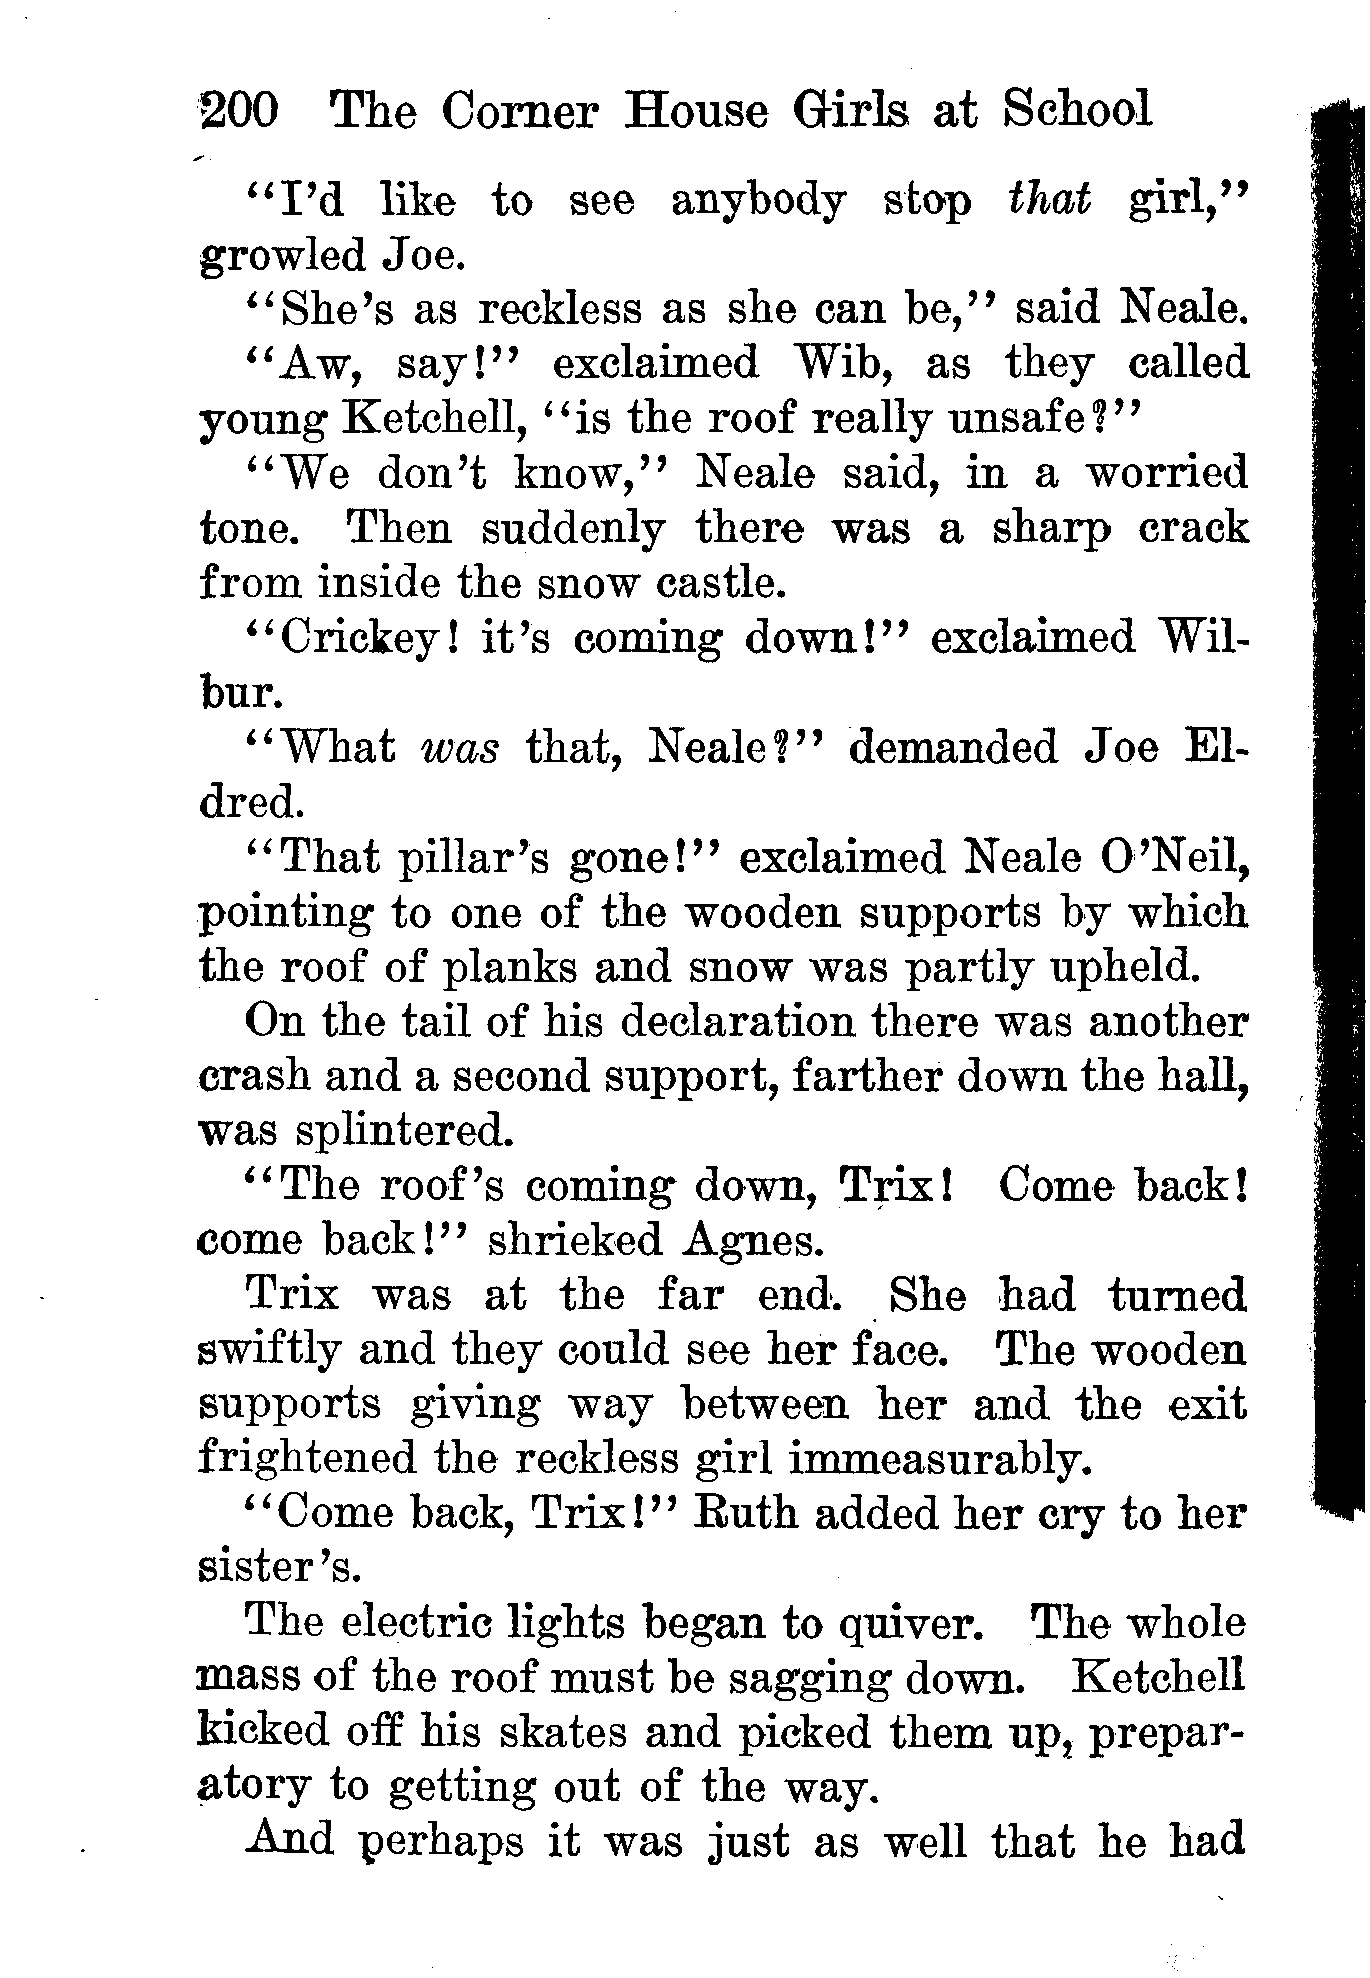 200 The Corner House Girls at School
"I'd like to see anybody stop that girl,"
growled Joe.
"She's as reckless as she can be," said Neale.
"Aw, say!" exclaimed Wib, as they called
young Ketchell, "is the roof really unsafe?"
"We don't know," Neale said, in a worried
tone. Then suddenly there was a sharp crack
from inside the snow castle.
"Crickey! it's coming down!" exclaimed Wil-
bur.
"What was that, Neale?" demanded Joe El-
dred.
"That pillar's gone!" exclaimed Neale O'Neil,
pointing to one of the wooden supports by which
the roof of planks and snow was partly upheld.
On the tail of his declaration there was another
crash and a second support, farther down the hall,
was splintered.
"The roof's coming down, Trix! Come back!
come back!" shrieked Agnes.
Trix was at the far end. She had turned
swiftly and they could see her face. The wooden
supports giving way between her and the exit
frightened the reckless girl immeasurably.
"Come back, Trix!" Ruth added her cry to her
sister's.
The electric lights began to quiver. The whole
mass of the roof must be sagging down. Ketchell
kicked off his skates and picked them up, prepar-
atory to getting out of the way.
And perhaps it was just as well that he had